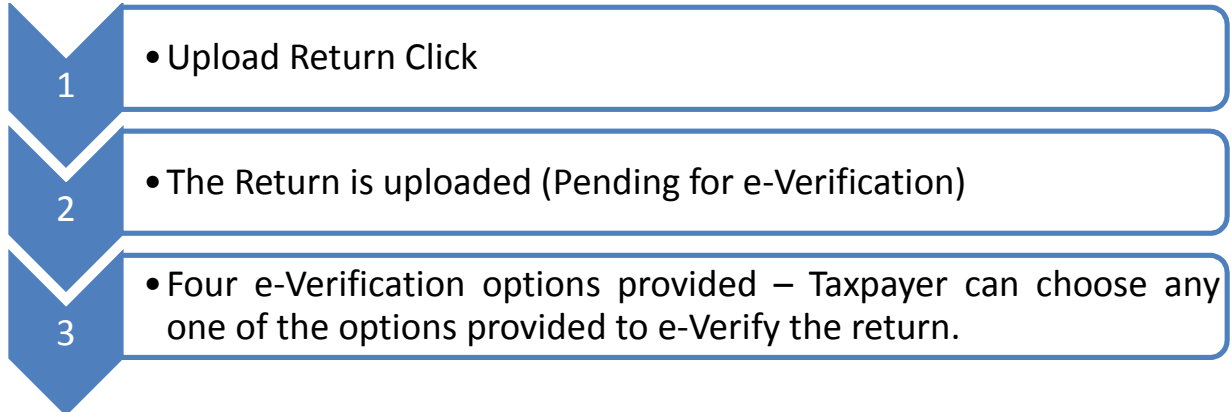 1
• Upload Return Click
2
• The Return is uploaded (Pending for e-Verification)
3
• Four e-Verification options provided – Taxpayer can choose any
one of the options provided to e-Verify the return.